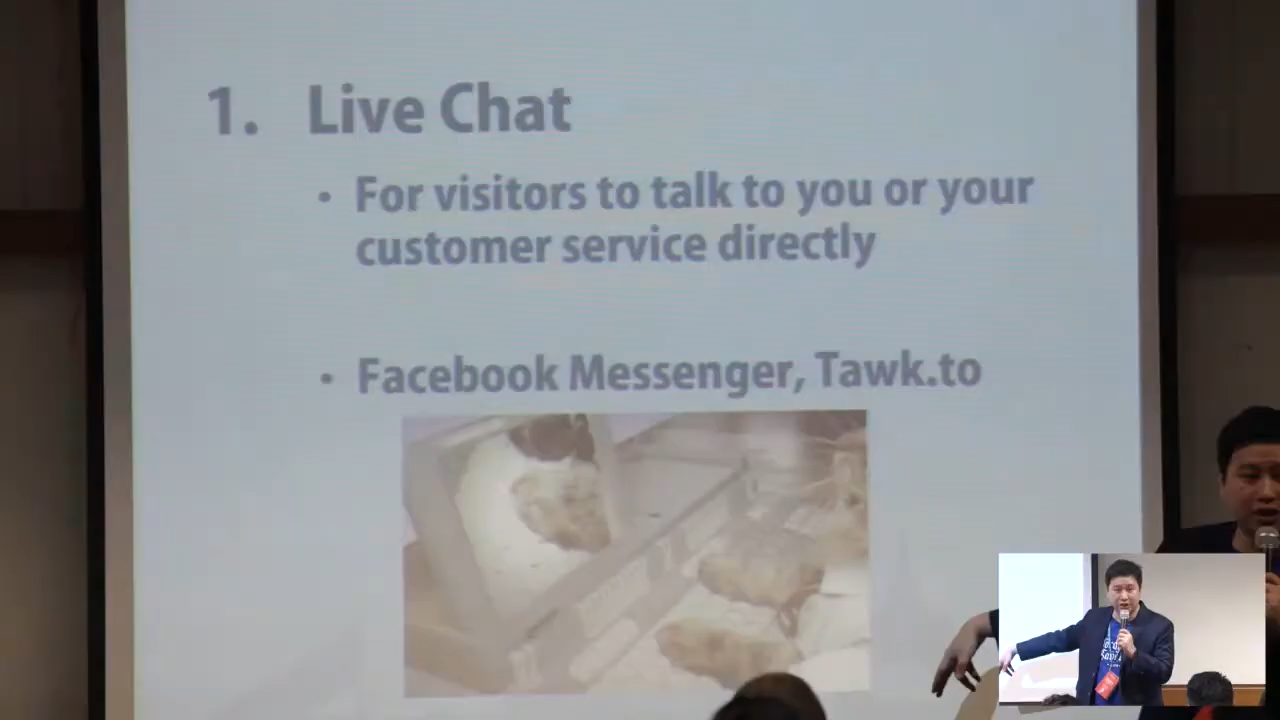 1. Live Chat
• For visitors to talk to you or your
customer service directly
• Facebook Messenger, Tawk.to